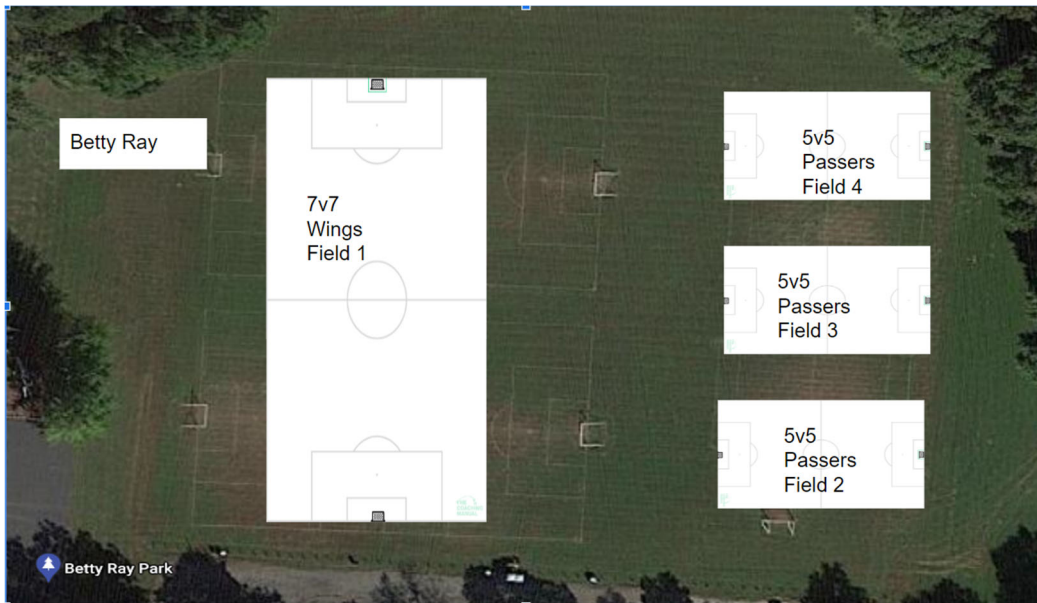 Betty Ray
7v7
Wings
Field 1
5v5
Passers
Field 4
5v5
Passers
Field 3
5v5
Passers
Field 2
Betty Ray Park